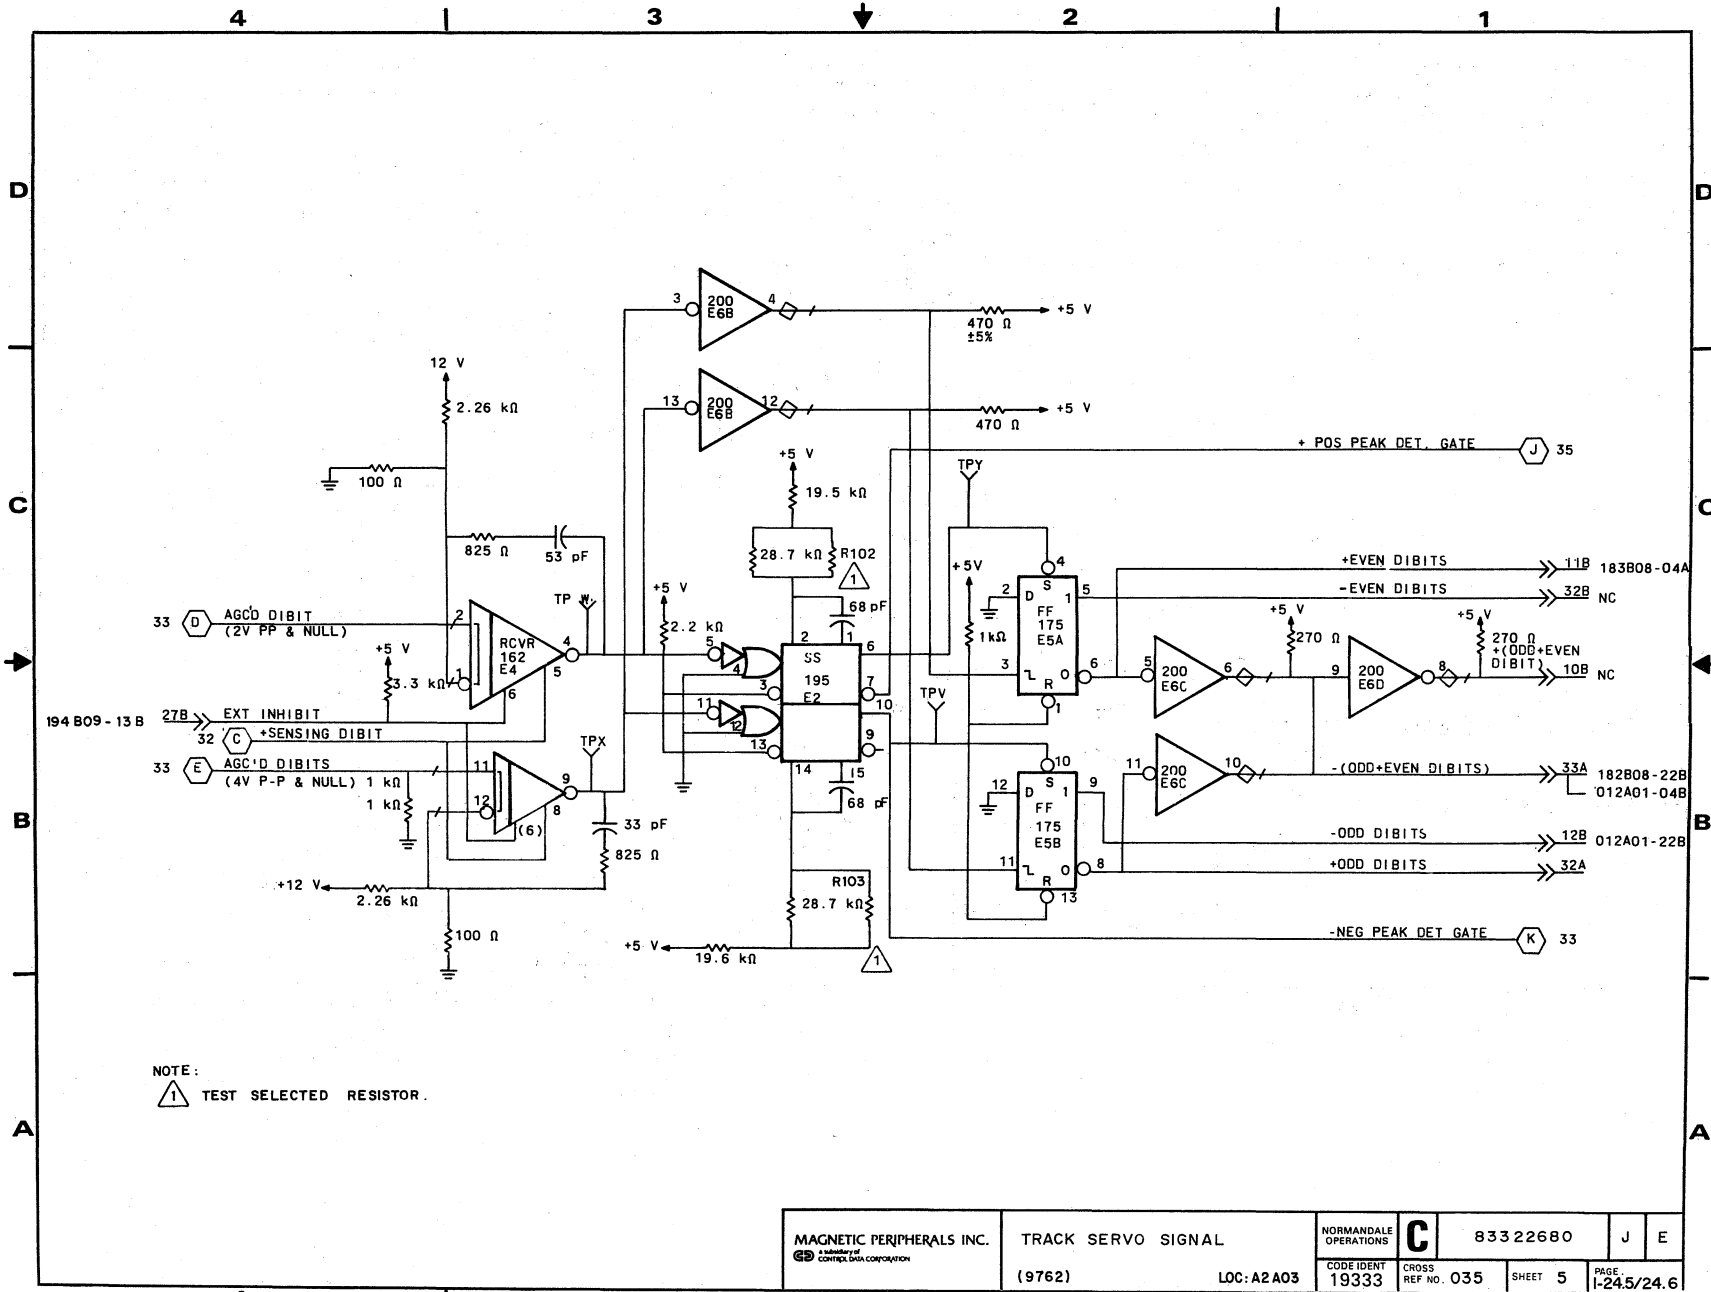 4 3 2 1
D D
3 200 E6B 4 +5 V
470 Ω ±5%
12 V
2.26 kΩ
13 200 E6B 12 +5 V
470 Ω
100 Ω
+5 V
19.5 kΩ
+ POS PEAK DET. GATE J 35
TPY
C C
825 Ω 53 pF
28.7 kΩ R102
1
+5V
4
+EVEN DIBITS 11B 183B08-04A
2 D S 1 5
-EVEN DIBITS 32B NC
FF 175 E5A
1kΩ
3 0 6
R
1
33 D AGC'D DIBIT
(2V PP & NULL)
2 RCVR 162 E4 4
1 5
6
TP W.
+5 V
3.3 kΩ
+5 V
2.2 kΩ
68 pF
2 1
5 4 SS 6
195
3 E2 7
11 12 10
13 9
14 15
68 pF
TPV
5 200 E6C 6
+5 V
270 Ω
9 200 E6D 8
+5 V
270 Ω
+(ODD+EVEN DIBIT)
10B NC
194 B09-13 B 27B EXT INHIBIT
32 C +SENSING DIBIT
33 E AGC'D DIBITS
(4V P-P & NULL) 1 kΩ
1 kΩ
11 9
12 8
(6)
TPX
33 pF
825 Ω
10
12 D S 1 9
FF 175 E5B
11 0 8
R
13
11 200 E6C 10
-(ODD+EVEN DIBITS) 33A 182B08-22B
012A01-04B
B B
-ODD DIBITS 12B 012A01-22B
+ODD DIBITS 32A
+12 V
2.26 kΩ
100 Ω
R103
28.7 kΩ
+5 V
19.6 kΩ
1
-NEG PEAK DET GATE K 33
NOTE:
1 TEST SELECTED RESISTOR.
A A
MAGNETIC PERIPHERALS INC.
a subsidiary of
CONTROL DATA CORPORATION
TRACK SERVO SIGNAL
(9762) LOC: A2A03
NORMANDALE OPERATIONS
C 83322680 J E
CODE IDENT 19333
CROSS REF NO. 035
SHEET 5
PAGE. 1-24.5/24.6